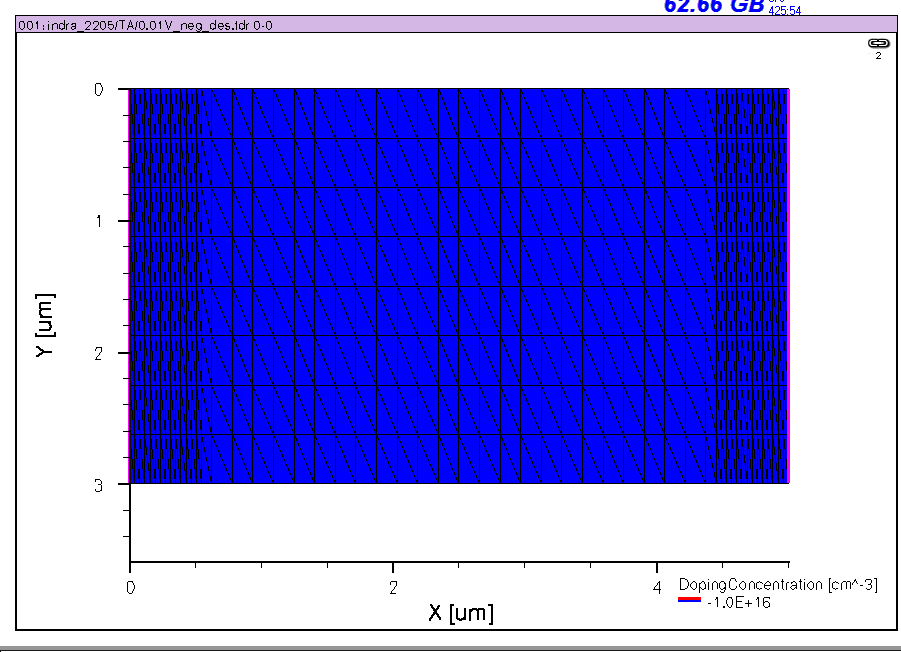 62.66 GB
425:54
001:indra_2205/TA/0.01V_neg_des.tdr 0-0
2
0
1
2
3
Y [um]
0
2
4
X [um]
DopingConcentration [cm^-3]
-1.0E+16